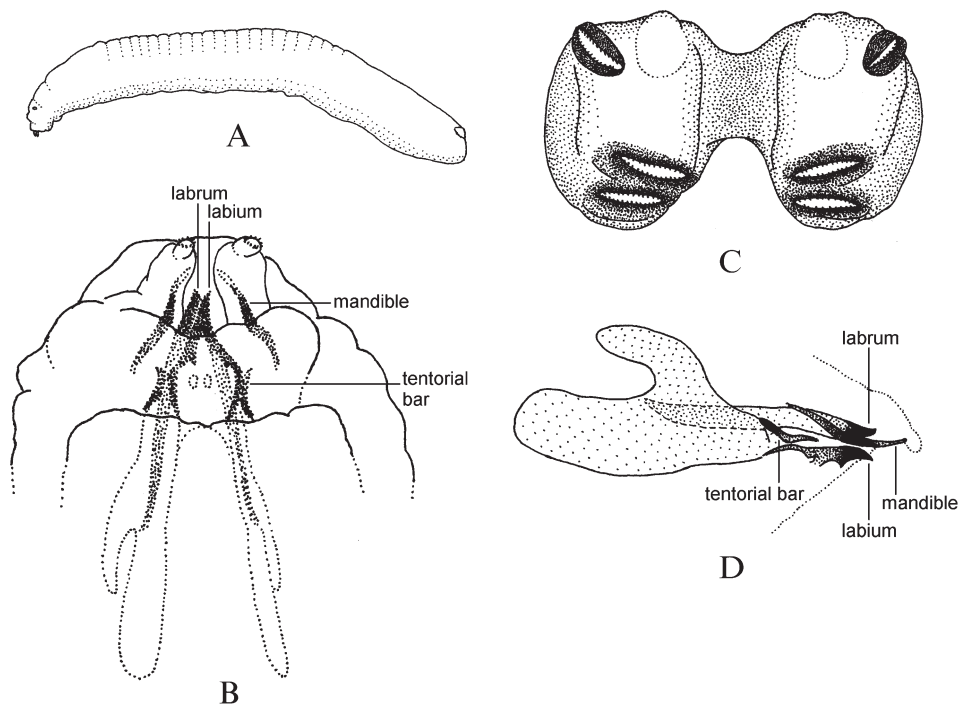 A
labrum
labium
mandible
tentorial
bar
B
C
labrum
tentorial bar
mandible
labium
D